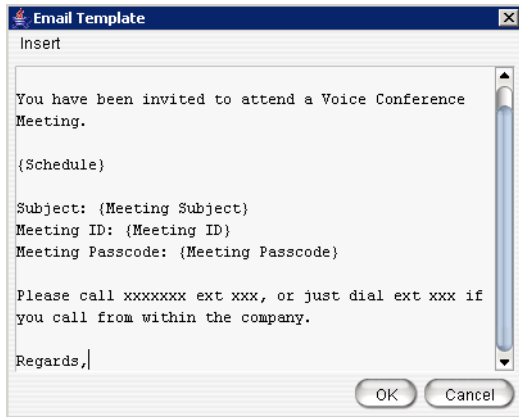 Email Template
Insert
You have been invited to attend a Voice Conference
Meeting.
{Schedule}
Subject: {Meeting Subject}
Meeting ID: {Meeting ID}
Meeting Passcode: {Meeting Passcode}
Please call xxxxxxx ext xxx, or just dial ext xxx if
you call from within the company.
Regards,
OK Cancel